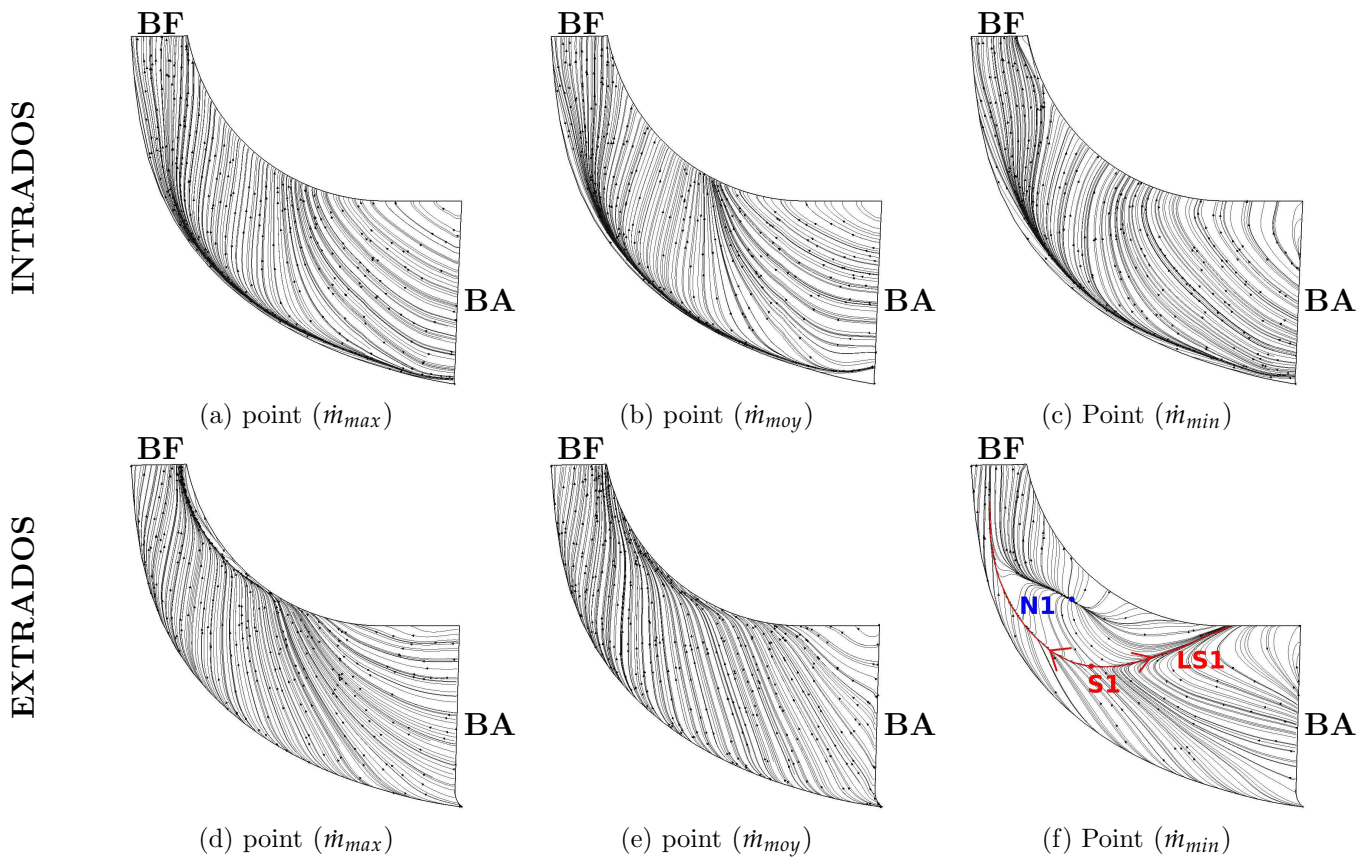 BF BF BF
INTRADOS
BA BA BA
(a) point (ṁmax) (b) point (ṁmoy) (c) Point (ṁmin)
BF BF BF
EXTRADOS
N1
S1 LS1
BA BA BA
(d) point (ṁmax) (e) point (ṁmoy) (f) Point (ṁmin)